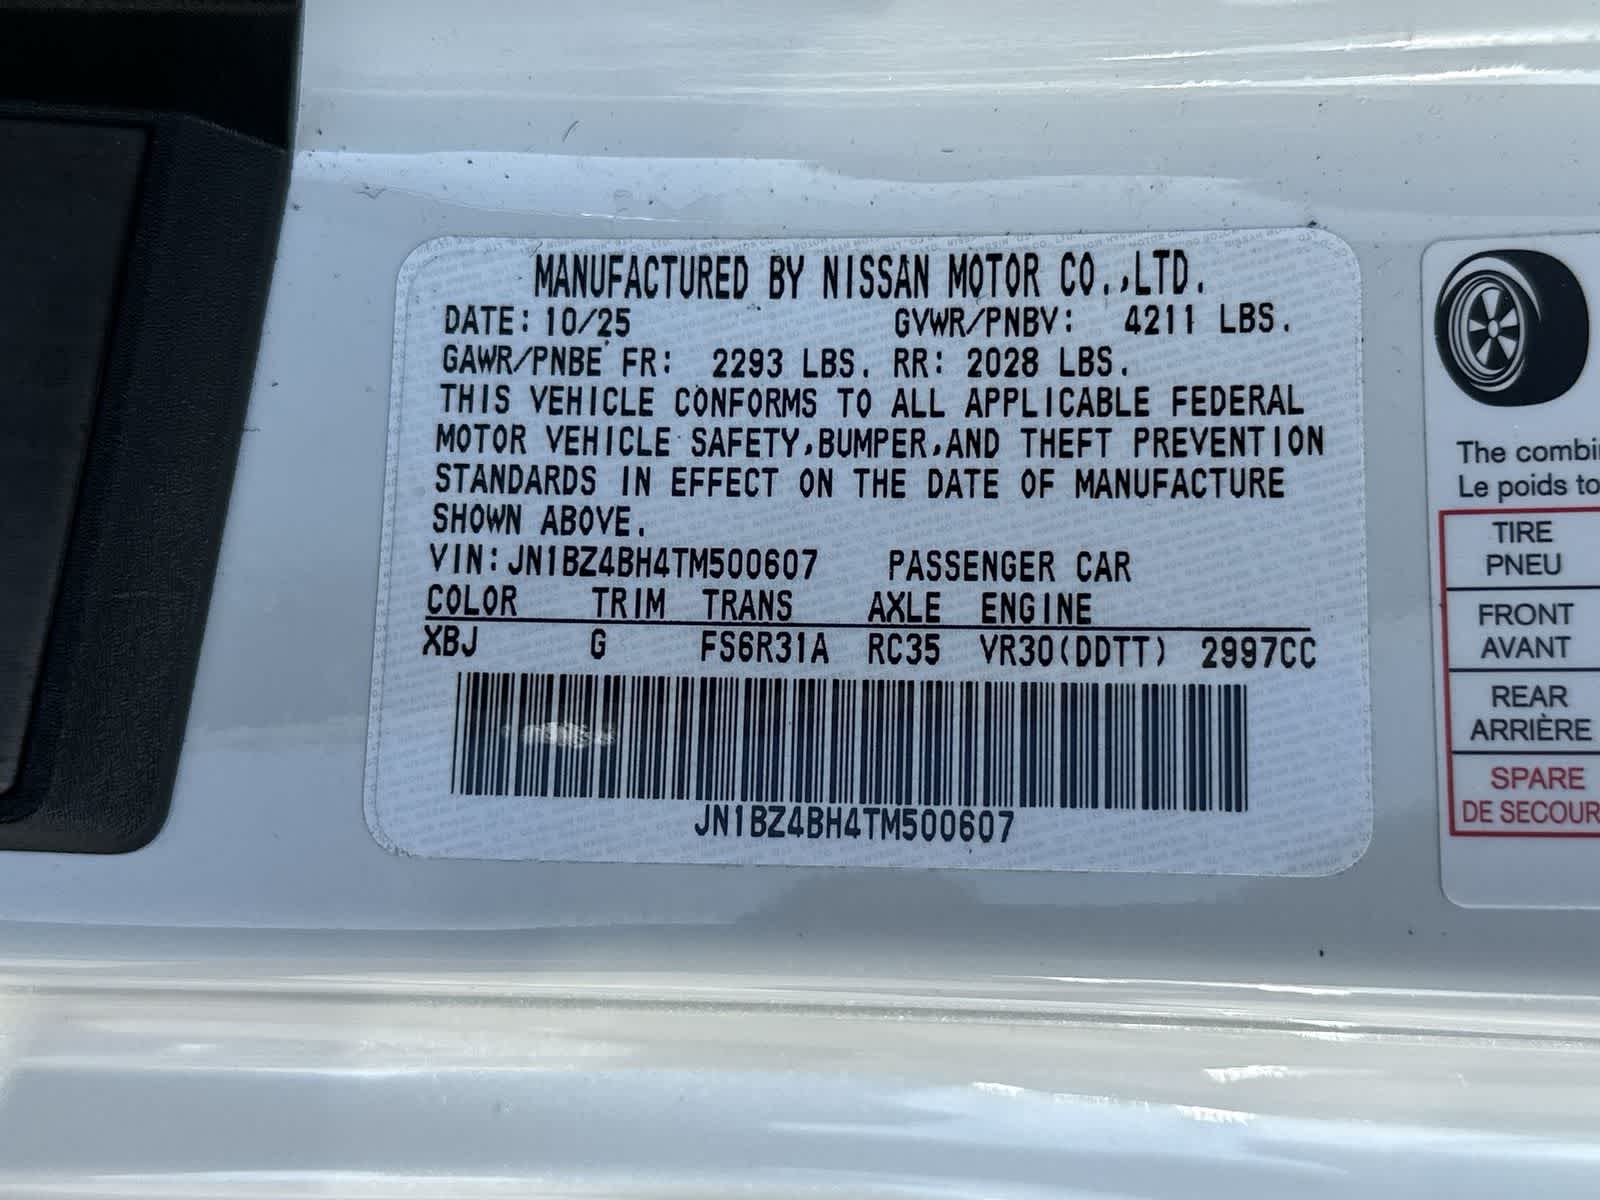 MANUFACTURED BY NISSAN MOTOR CO.,LTD.
DATE: 10/25 GVWR/PNBV: 4211 LBS.
GAWR/PNBE FR: 2293 LBS. RR: 2028 LBS.
THIS VEHICLE CONFORMS TO ALL APPLICABLE FEDERAL
MOTOR VEHICLE SAFETY,BUMPER,AND THEFT PREVENTION
STANDARDS IN EFFECT ON THE DATE OF MANUFACTURE
SHOWN ABOVE.
VIN:JN1BZ4BH4TM500607 PASSENGER CAR
COLOR TRIM TRANS AXLE ENGINE
XBJ G FS6R31A RC35 VR30(DDTT) 2997CC
JN1BZ4BH4TM500607
The combi
Le poids to
TIRE
PNEU
FRONT
AVANT
REAR
ARRIÈRE
SPARE
DE SECOUR